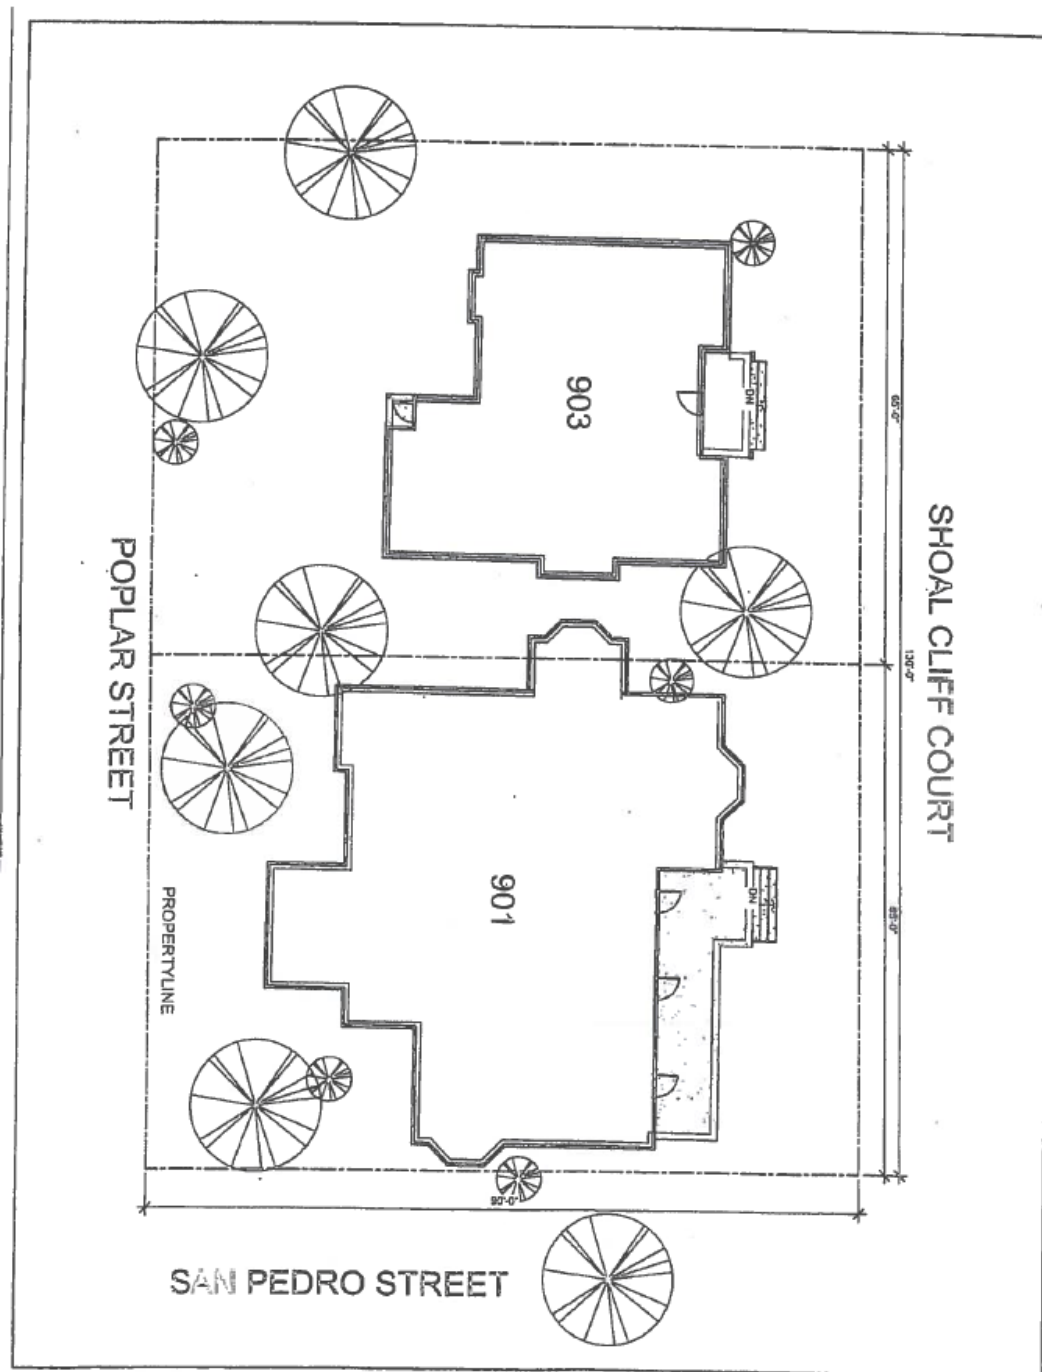 903
DN
65'-0"
SHOAL CLIFF COURT
130'-0"
POPLAR STREET
901
DN
65'-0"
PROPERTYLINE
90'-0"
SAN PEDRO STREET